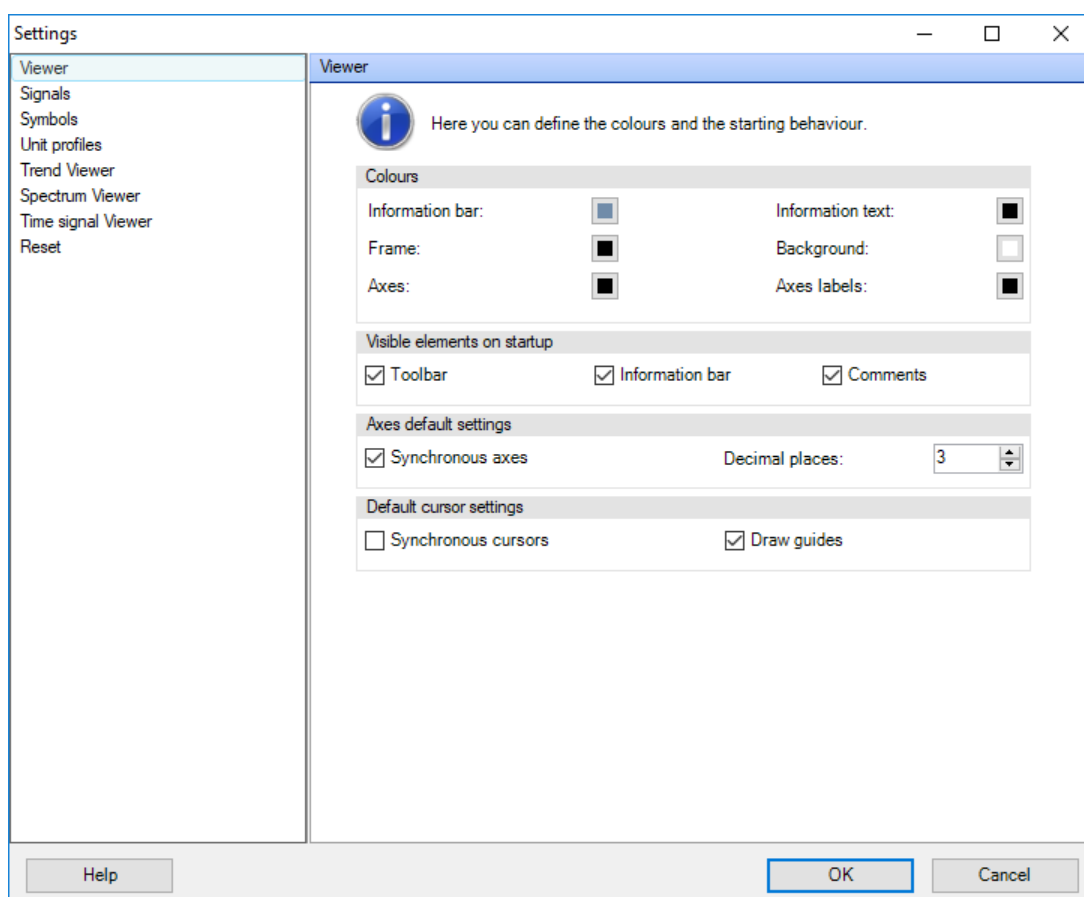 Settings
Viewer
Signals
Symbols
Unit profiles
Trend Viewer
Spectrum Viewer
Time signal Viewer
Reset
Viewer
Here you can define the colours and the starting behaviour.
Colours
Information bar: Information text:
Frame: Background:
Axes: Axes labels:
Visible elements on startup
Toolbar Information bar Comments
Axes default settings
Synchronous axes Decimal places: 3
Default cursor settings
Synchronous cursors Draw guides
Help OK Cancel